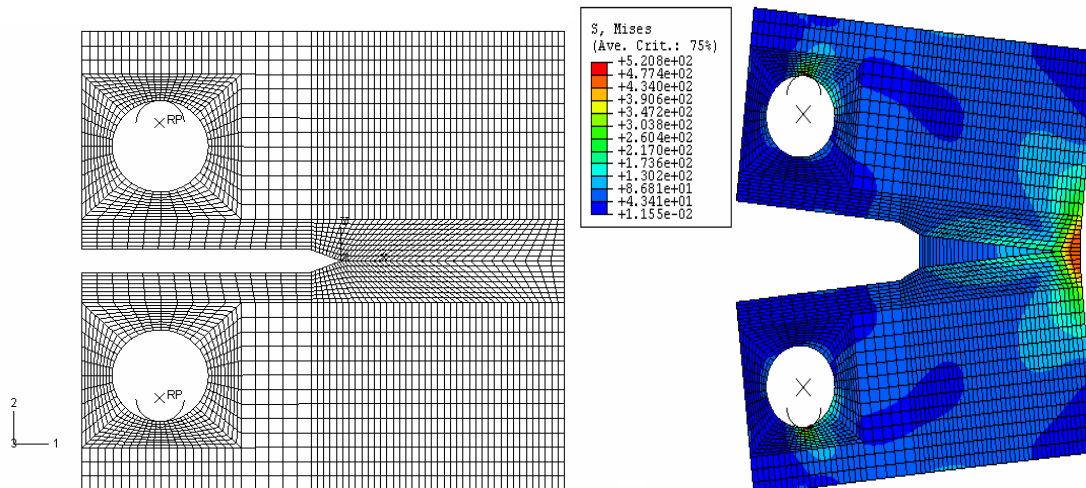 RP
RP
2
3
1
S, Mises
(Ave. Crit.: 75%)
+5.208e+02
+4.774e+02
+4.340e+02
+3.906e+02
+3.472e+02
+3.038e+02
+2.604e+02
+2.170e+02
+1.736e+02
+1.302e+02
+8.681e+01
+4.341e+01
+1.155e-02